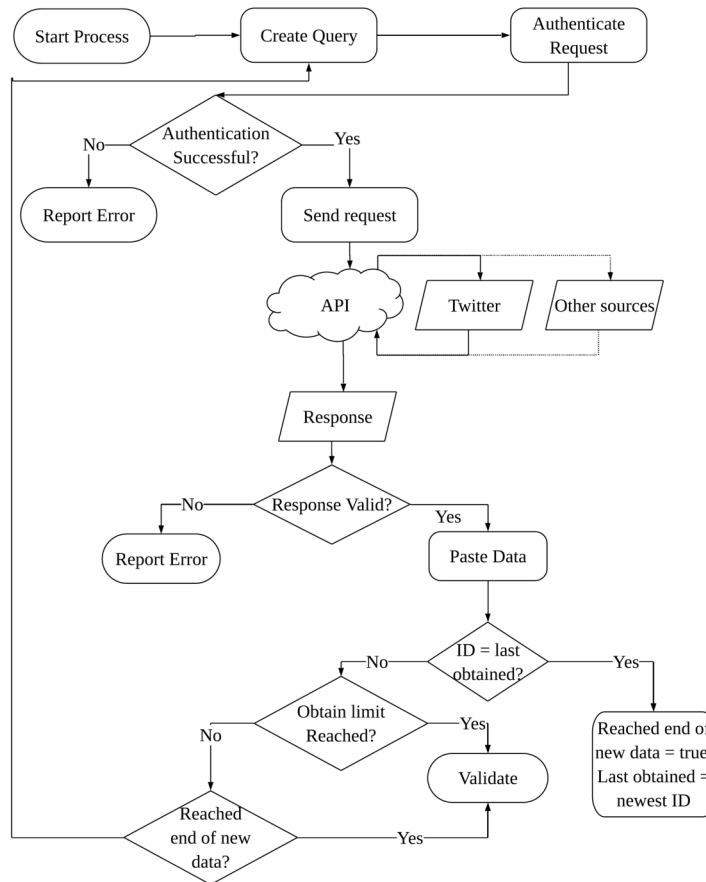 Start Process
Create Query
Authenticate
Request
Authentication
Successful?
No
Yes
Report Error
Send request
API
Twitter
Other sources
Response
Response Valid?
No
Yes
Report Error
Paste Data
ID = last
obtained?
No
Yes
Obtain limit
Reached?
No
Yes
Reached end of
new data = true
Last obtained =
newest ID
Validate
Reached
end of new
data?
Yes